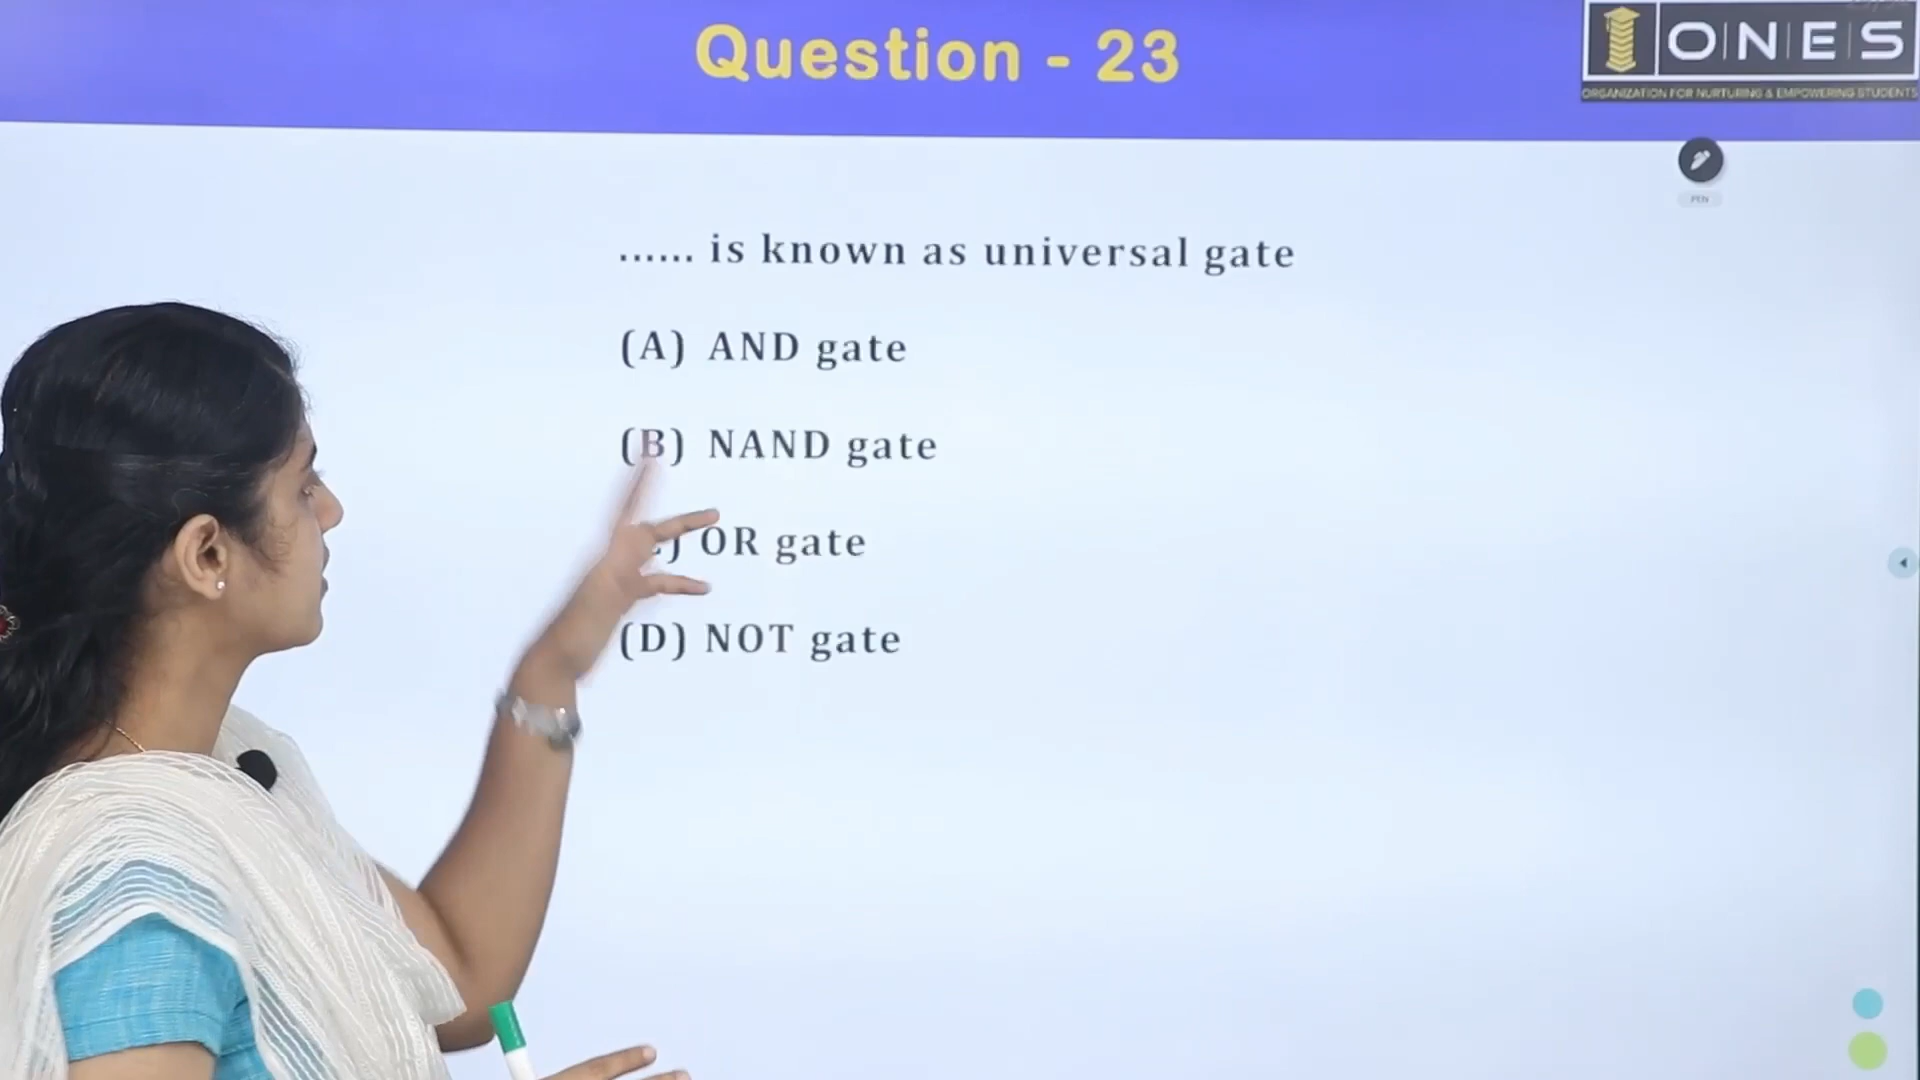 Question - 23
ONES
ORGANIZATION FOR NURTURING & EMPOWERING STUDENTS
PEN
...... is known as universal gate
(A) AND gate
(B) NAND gate
OR gate
(D) NOT gate